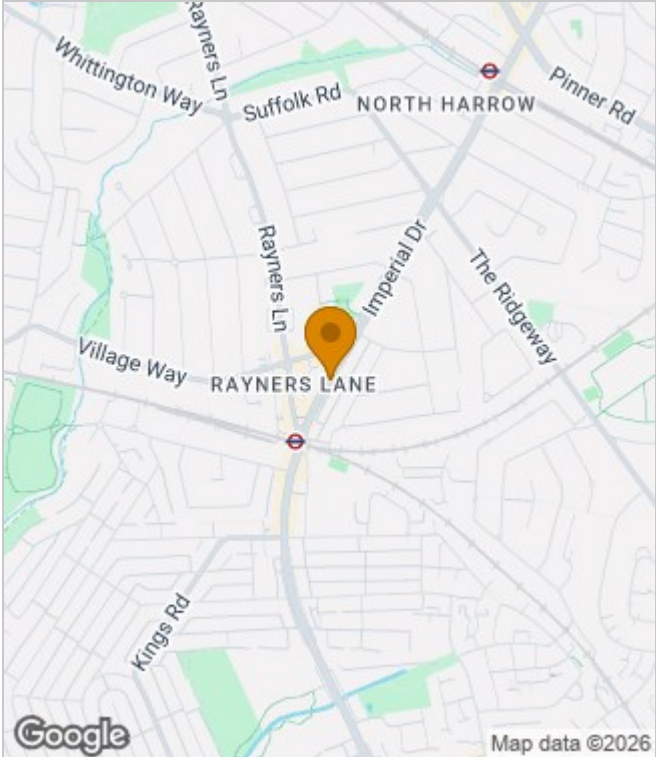 Rayners Ln
Whittington Way
Suffolk Rd
NORTH HARROW
Pinner Rd
Rayners Ln
Imperial Dr
The Ridgeway
Village Way
RAYNERS LANE
Kings Rd
Google
Map data ©2026